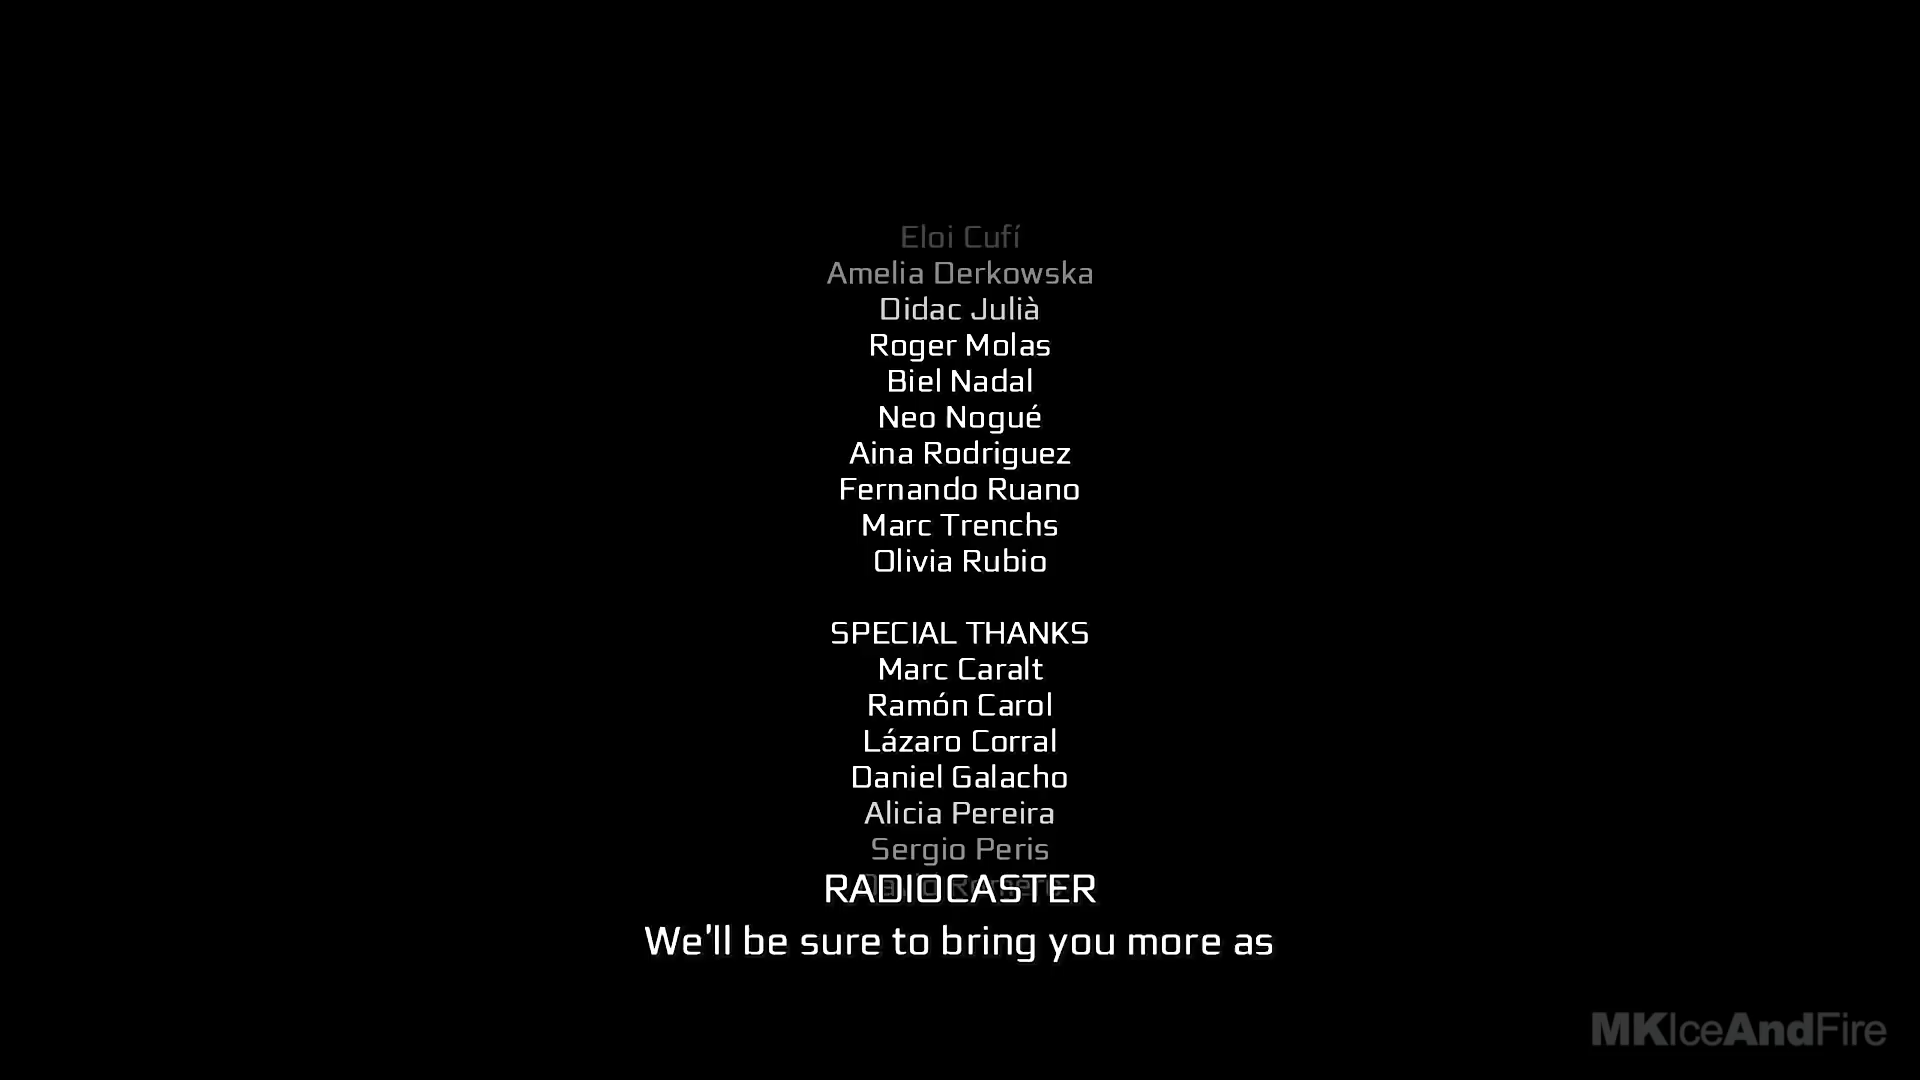 Eloi Cufí
Amelia Derkowska
Didac Julià
Roger Molas
Biel Nadal
Neo Nogué
Aina Rodriguez
Fernando Ruano
Marc Trenchs
Olivia Rubio
SPECIAL THANKS
Marc Caralt
Ramón Carol
Lázaro Corral
Daniel Galacho
Alicia Pereira
Sergio Peris
RADIOCASTER
We'll be sure to bring you more as
MKIceAndFire